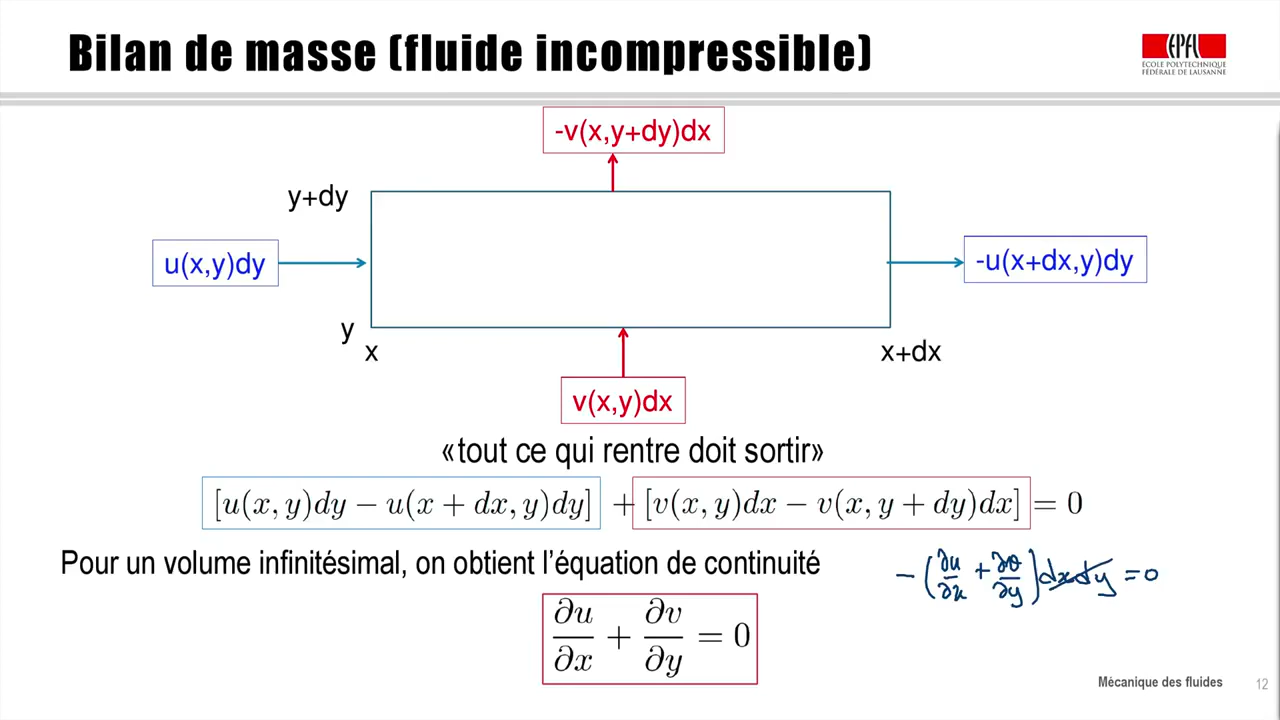 Bilan de masse (fluide incompressible)
EPFL
ÉCOLE POLYTECHNIQUE
FÉDÉRALE DE LAUSANNE
-v(x,y+dy)dx
y+dy
u(x,y)dy
-u(x+dx,y)dy
y
x
x+dx
v(x,y)dx
«tout ce qui rentre doit sortir»
[u(x, y)dy − u(x + dx, y)dy] + [v(x, y)dx − v(x, y + dy)dx] = 0
Pour un volume infinitésimal, on obtient l'équation de continuité
−(∂u/∂x + ∂v/∂y)dxdy = 0
∂u/∂x + ∂v/∂y = 0
Mécanique des fluides
12